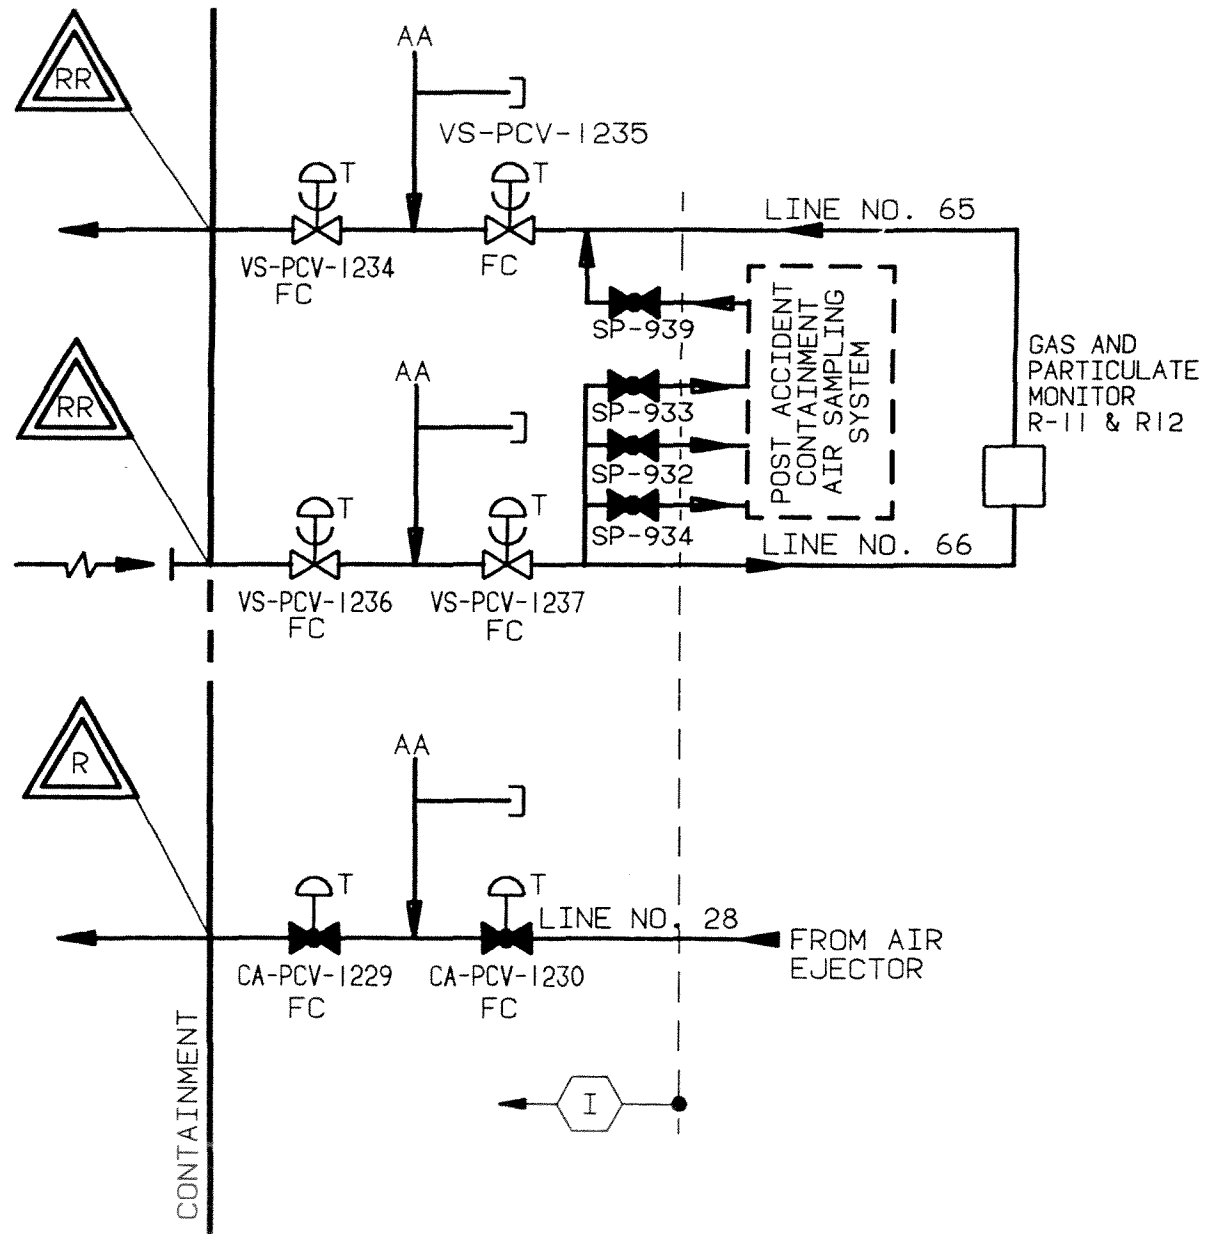 RR
AA
VS-PCV-1235
T
T
LINE NO. 65
VS-PCV-1234
FC
FC
SP-939
POST ACCIDENT
CONTAINMENT
AIR SAMPLING
SYSTEM
GAS AND
PARTICULATE
MONITOR
R-11 & R12
RR
AA
SP-933
SP-932
SP-934
T
T
LINE NO. 66
VS-PCV-1236
FC
VS-PCV-1237
FC
R
AA
T
T
LINE NO. 28
FROM AIR
EJECTOR
CA-PCV-1229
FC
CA-PCV-1230
FC
CONTAINMENT
I